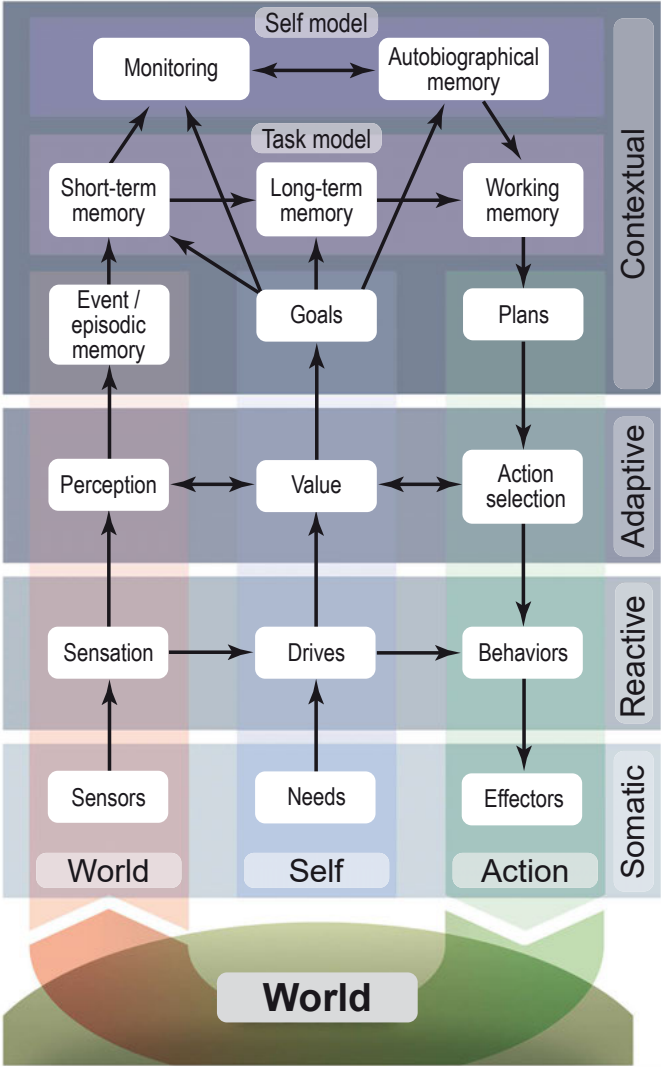 Self model
Monitoring
Autobiographical
memory
Task model
Short-term
memory
Long-term
memory
Working
memory
Contextual
Event /
episodic
memory
Goals
Plans
Perception
Value
Action
selection
Adaptive
Sensation
Drives
Behaviors
Reactive
Sensors
Needs
Effectors
Somatic
World
Self
Action
World